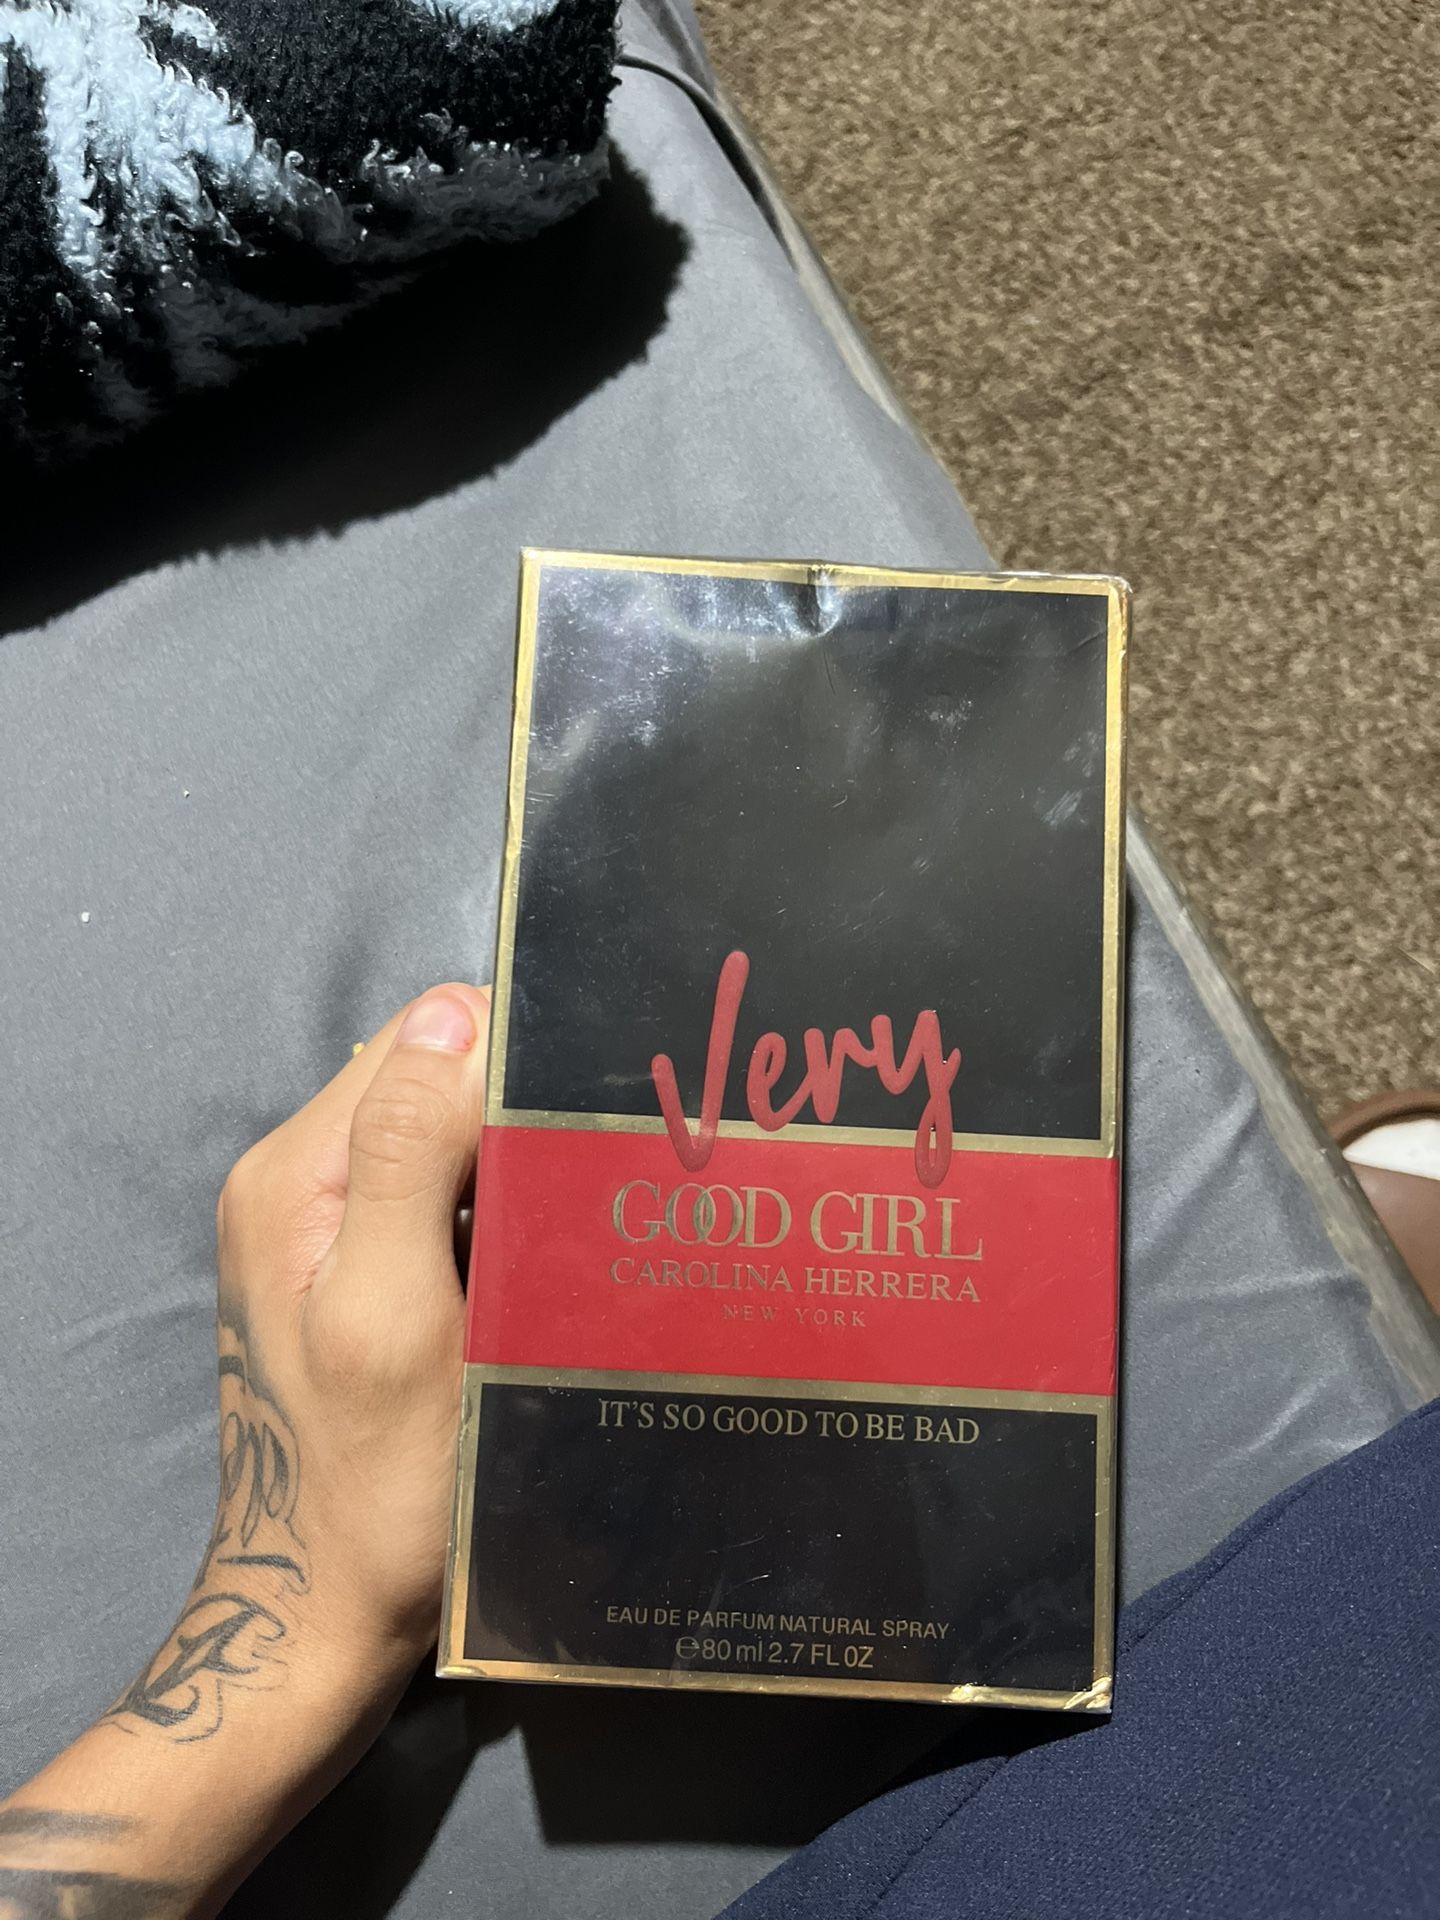 Very
GOOD GIRL
CAROLINA HERRERA
NEW YORK
IT'S SO GOOD TO BE BAD
EAU DE PARFUM NATURAL SPRAY
℮80 ml 2.7 FL OZ